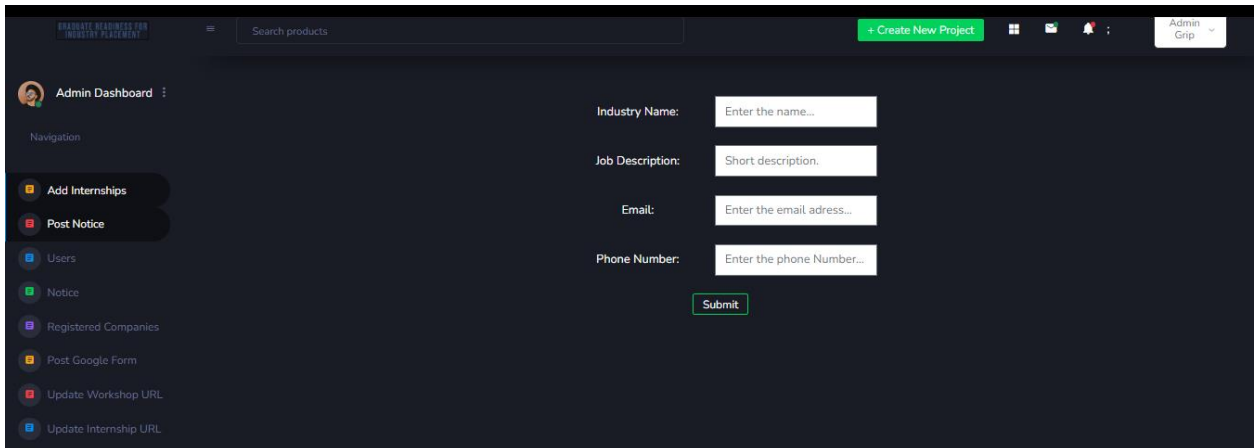 GRADUATE READINESS FOR
INDUSTRY PLACEMENT
Search products
+ Create New Project
;
Admin
Grip
Admin Dashboard
Navigation
Add Internships
Post Notice
Users
Notice
Registered Companies
Post Google Form
Update Workshop URL
Update Internship URL
Industry Name:
Enter the name...
Job Description:
Short description.
Email:
Enter the email adress...
Phone Number:
Enter the phone Number...
Submit